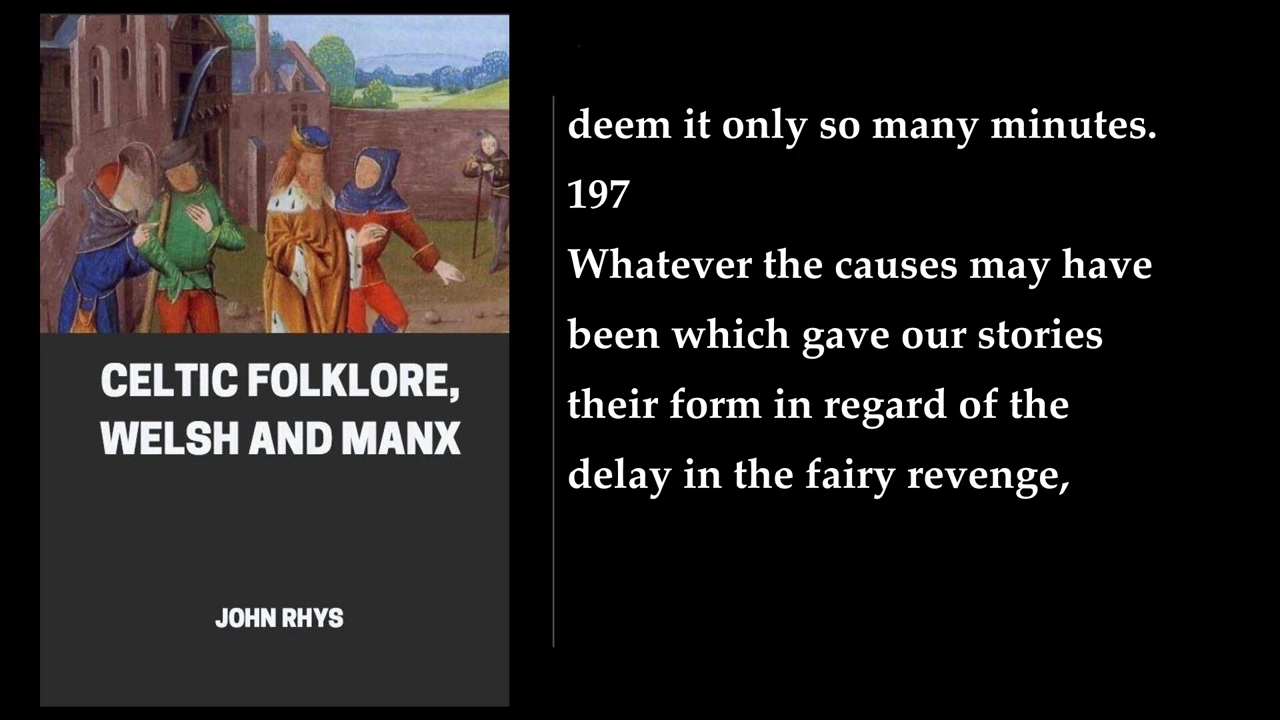 CELTIC FOLKLORE,
WELSH AND MANX
JOHN RHYS
deem it only so many minutes.
197
Whatever the causes may have
been which gave our stories
their form in regard of the
delay in the fairy revenge,